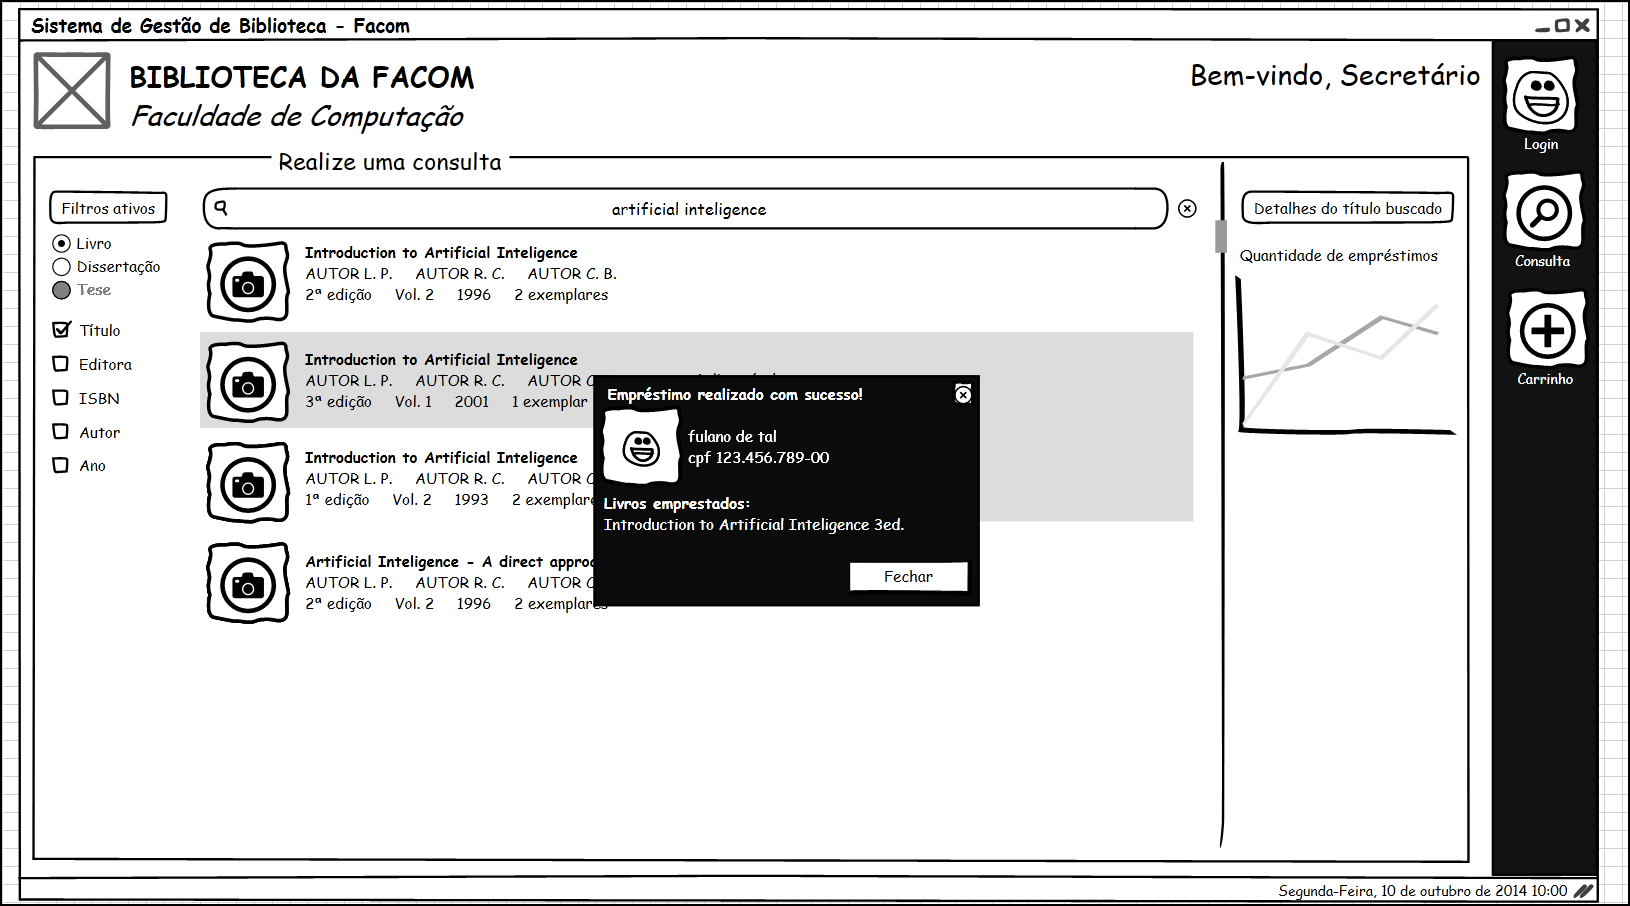 Sistema de Gestão de Biblioteca - Facom
BIBLIOTECA DA FACOM
Faculdade de Computação
Bem-vindo, Secretário
Login
Consulta
Carrinho
Realize uma consulta
Filtros ativos
Livro
Dissertação
Tese
Título
Editora
ISBN
Autor
Ano
artificial inteligence
Introduction to Artificial Inteligence
AUTOR L. P. AUTOR R. C. AUTOR C. B.
2ª edição Vol. 2 1996 2 exemplares
Introduction to Artificial Inteligence
AUTOR L. P. AUTOR R. C. AUTOR C.
3ª edição Vol. 1 2001 1 exemplar
Introduction to Artificial Inteligence
AUTOR L. P. AUTOR R. C. AUTOR C.
1ª edição Vol. 2 1993 2 exemplares
Artificial Inteligence - A direct approa
AUTOR L. P. AUTOR R. C. AUTOR C.
2ª edição Vol. 2 1996 2 exemplares
Empréstimo realizado com sucesso!
fulano de tal
cpf 123.456.789-00
Livros emprestados:
Introduction to Artificial Inteligence 3ed.
Fechar
Detalhes do título buscado
Quantidade de empréstimos
Segunda-Feira, 10 de outubro de 2014 10:00